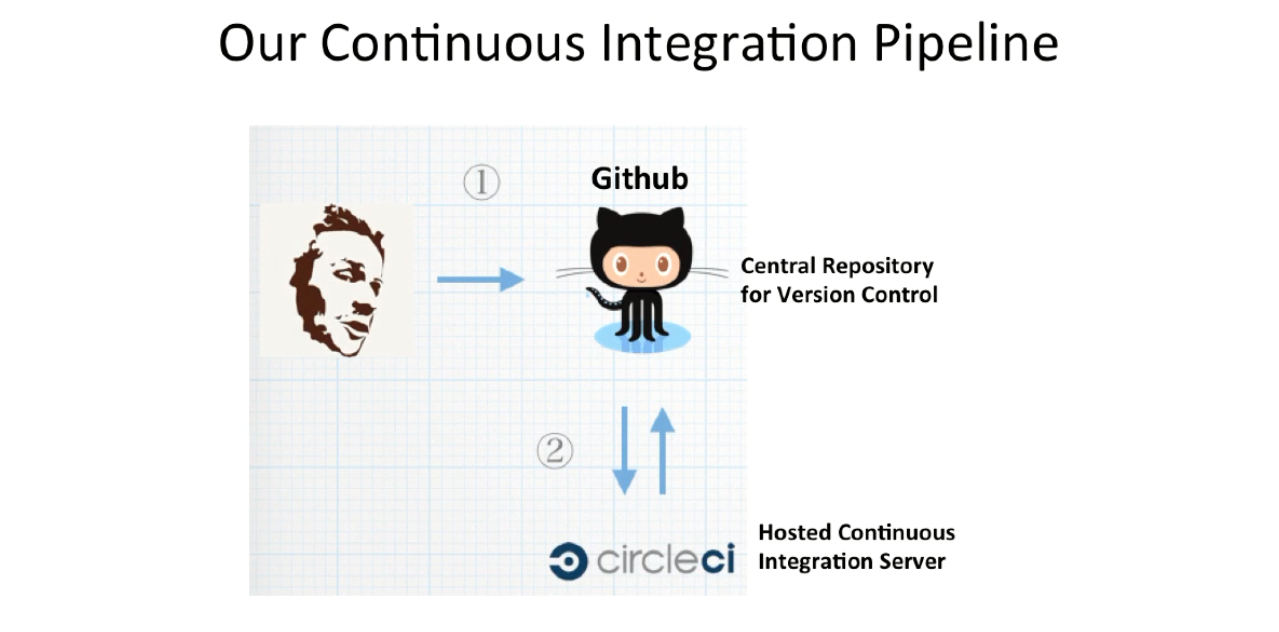 Our Continuous Integration Pipeline
①
Github
Central Repository
for Version Control
②
circleci
Hosted Continuous
Integration Server